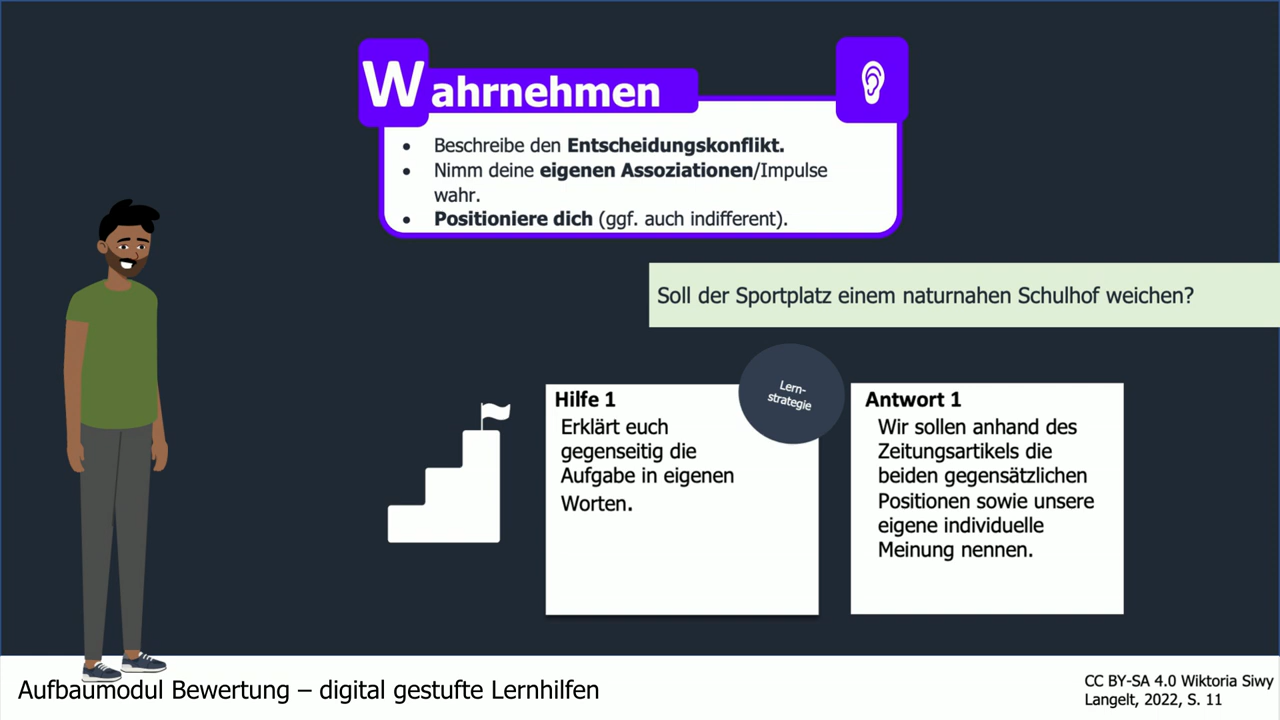 Wahrnehmen
• Beschreibe den Entscheidungskonflikt.
• Nimm deine eigenen Assoziationen/Impulse
wahr.
• Positioniere dich (ggf. auch indifferent).
Soll der Sportplatz einem naturnahen Schulhof weichen?
Lern-
strategie
Hilfe 1
Erklärt euch
gegenseitig die
Aufgabe in eigenen
Worten.
Antwort 1
Wir sollen anhand des
Zeitungsartikels die
beiden gegensätzlichen
Positionen sowie unsere
eigene individuelle
Meinung nennen.
Aufbaumodul Bewertung – digital gestufte Lernhilfen
CC BY-SA 4.0 Wiktoria Siwy
Langelt, 2022, S. 11